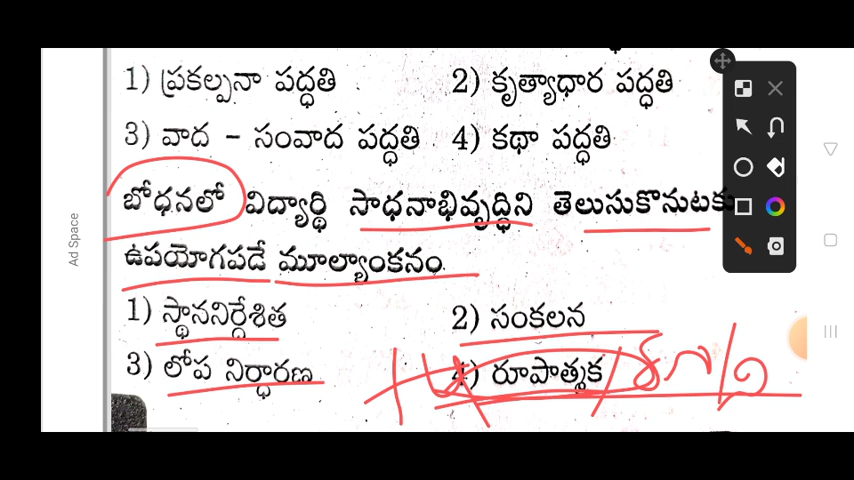 1) ప్రకల్పనా పద్ధతి 2) కృత్యాధార పద్ధతి
3) వాద - సంవాద పద్ధతి 4) కథా పద్ధతి
బోధనలో విద్యార్థి సాధనాభివృద్ధిని తెలుసుకొనుటకు
ఉపయోగపడే మూల్యాంకనం
1) స్థాననిర్దేశిత 2) సంకలన
3) లోప నిర్ధారణ 4) రూపాత్మక
Ad Space